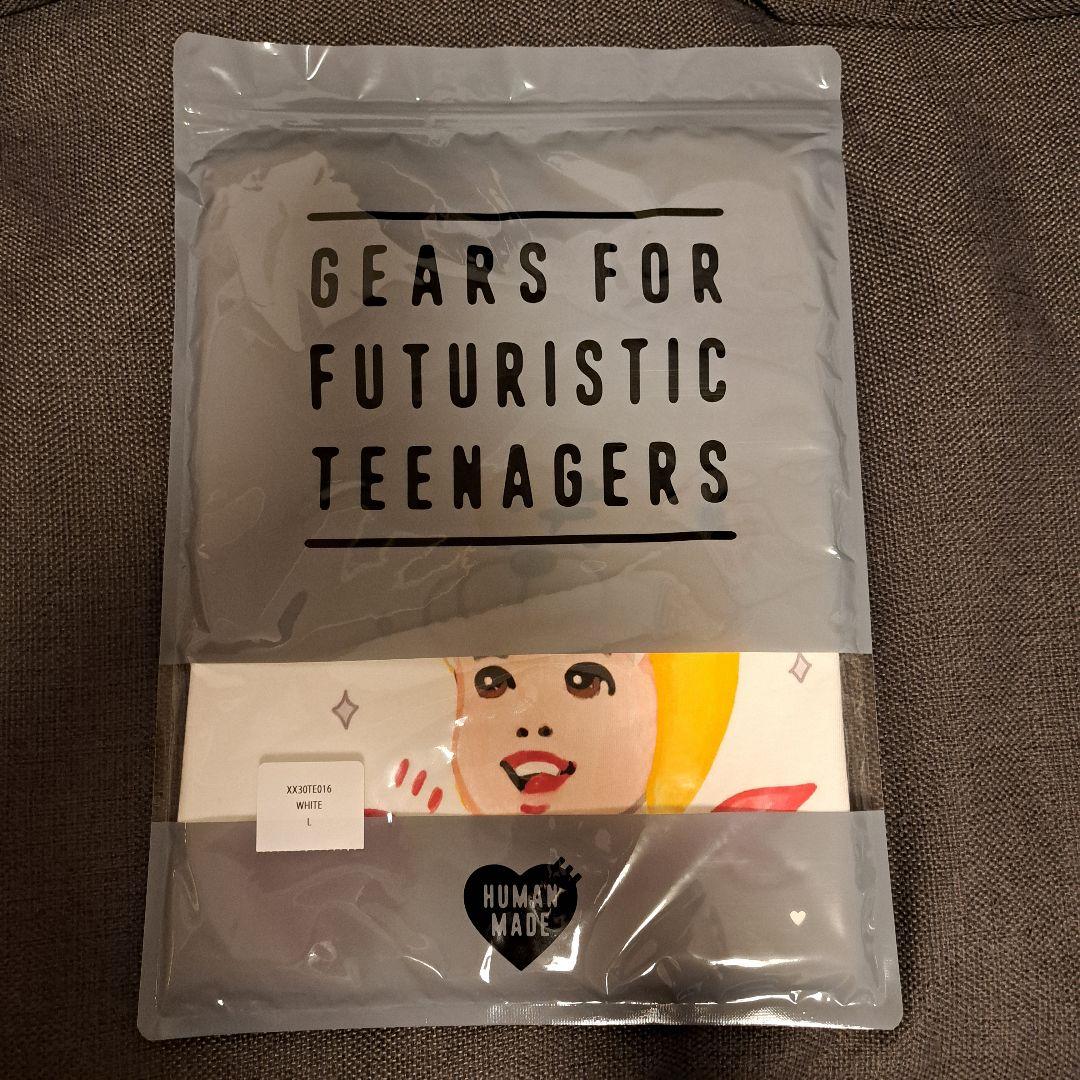 GEARS FOR
FUTURISTIC
TEENAGERS
XX30TE016
WHITE
L
HUMAN
MADE